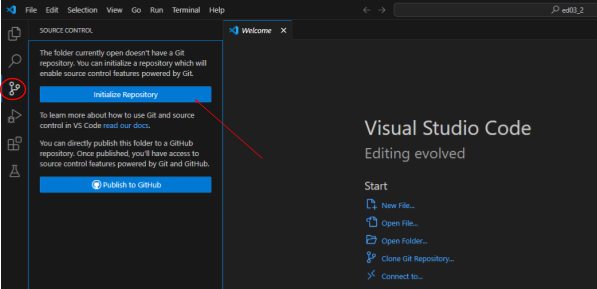 File Edit Selection View Go Run Terminal Help
ed03_2
SOURCE CONTROL
Welcome
The folder currently open doesn't have a Git
repository. You can initialize a repository which will
enable source control features powered by Git.
Initialize Repository
To learn more about how to use Git and source
control in VS Code read our docs.
You can directly publish this folder to a GitHub
repository. Once published, you'll have access to
source control features powered by Git and GitHub.
Publish to GitHub
Visual Studio Code
Editing evolved
Start
New File...
Open File...
Open Folder...
Clone Git Repository...
Connect to...